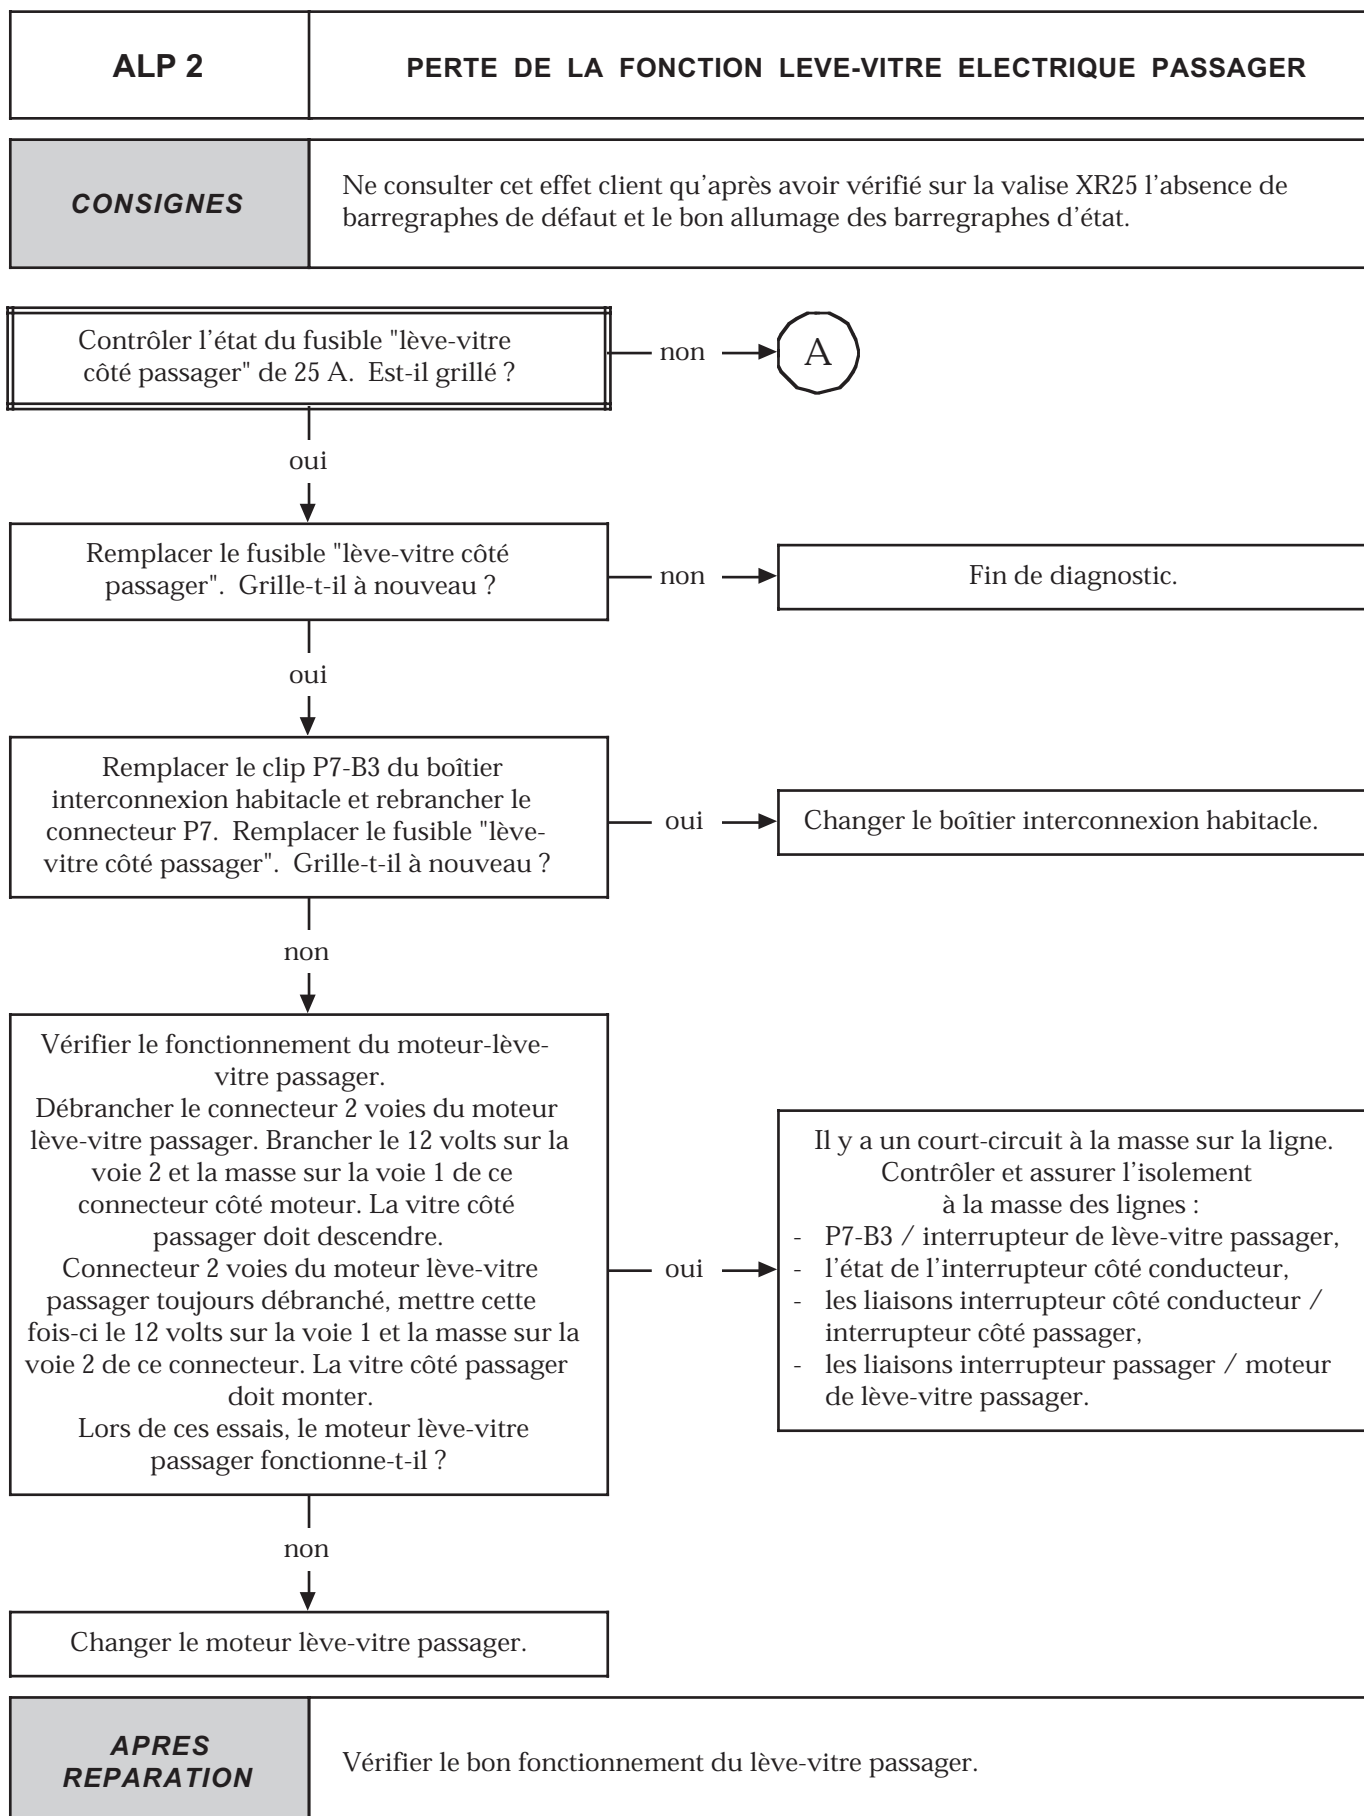 ALP 2
PERTE DE LA FONCTION LEVE-VITRE ELECTRIQUE PASSAGER
CONSIGNES
Ne consulter cet effet client qu'après avoir vérifié sur la valise XR25 l'absence de
barregraphes de défaut et le bon allumage des barregraphes d'état.
Contrôler l'état du fusible "lève-vitre
côté passager" de 25 A. Est-il grillé ?
non
A
oui
Remplacer le fusible "lève-vitre côté
passager". Grille-t-il à nouveau ?
non
Fin de diagnostic.
oui
Remplacer le clip P7-B3 du boîtier
interconnexion habitacle et rebrancher le
connecteur P7. Remplacer le fusible "lève-
vitre côté passager". Grille-t-il à nouveau ?
oui
Changer le boîtier interconnexion habitacle.
non
Vérifier le fonctionnement du moteur-lève-
vitre passager.
Débrancher le connecteur 2 voies du moteur
lève-vitre passager. Brancher le 12 volts sur la
voie 2 et la masse sur la voie 1 de ce
connecteur côté moteur. La vitre côté
passager doit descendre.
Connecteur 2 voies du moteur lève-vitre
passager toujours débranché, mettre cette
fois-ci le 12 volts sur la voie 1 et la masse sur la
voie 2 de ce connecteur. La vitre côté passager
doit monter.
Lors de ces essais, le moteur lève-vitre
passager fonctionne-t-il ?
oui
Il y a un court-circuit à la masse sur la ligne.
Contrôler et assurer l'isolement
à la masse des lignes :
- P7-B3 / interrupteur de lève-vitre passager,
- l'état de l'interrupteur côté conducteur,
- les liaisons interrupteur côté conducteur /
interrupteur côté passager,
- les liaisons interrupteur passager / moteur
de lève-vitre passager.
non
Changer le moteur lève-vitre passager.
APRES
REPARATION
Vérifier le bon fonctionnement du lève-vitre passager.